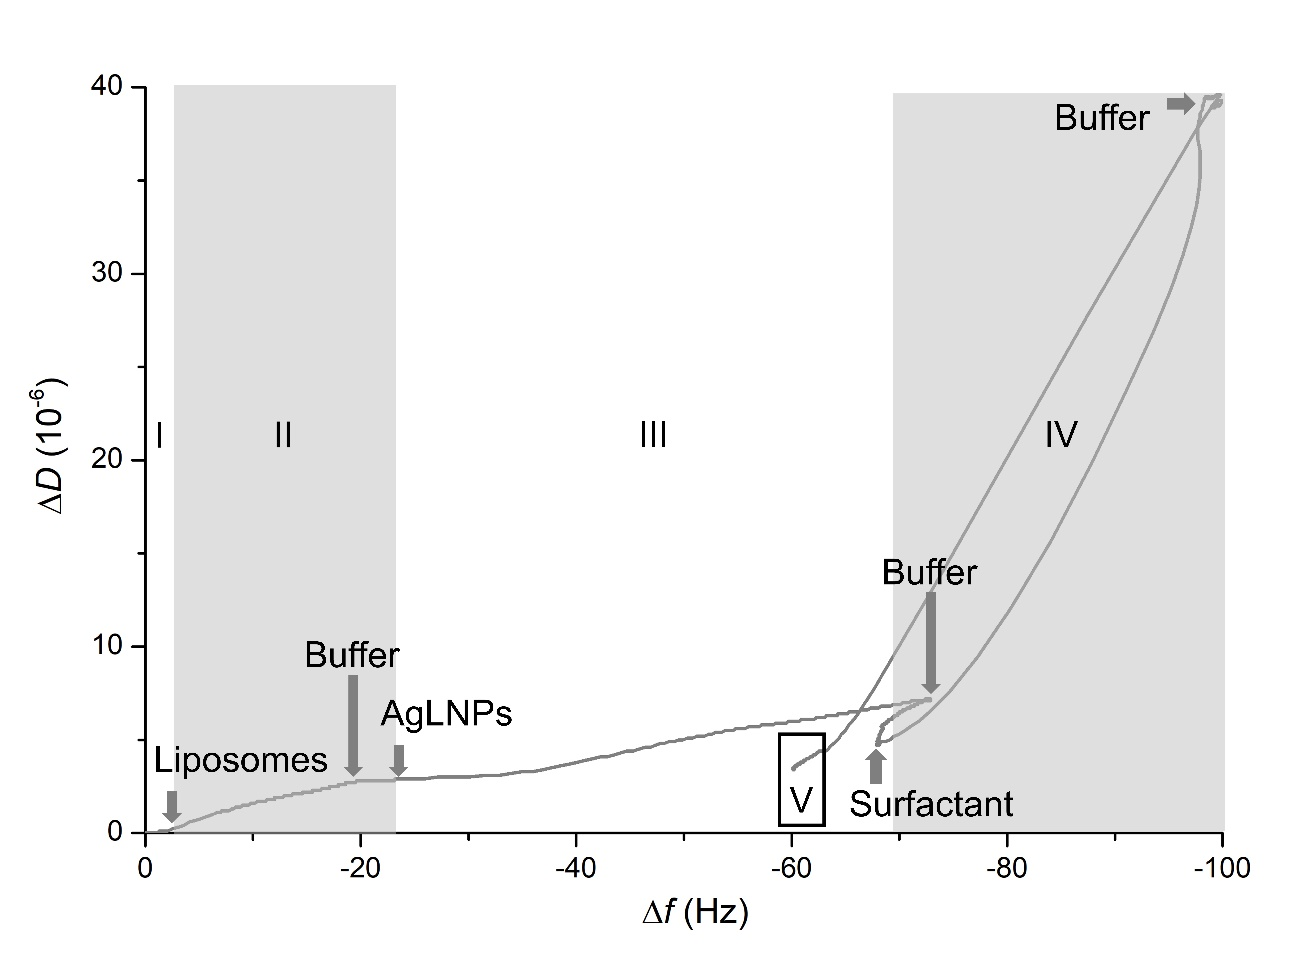 40
Buffer
30
ΔD (10⁻⁶)
I
II
III
IV
20
Buffer
10
Buffer
AgLNPs
Liposomes
V
Surfactant
0
0
-20
-40
-60
-80
-100
Δf (Hz)